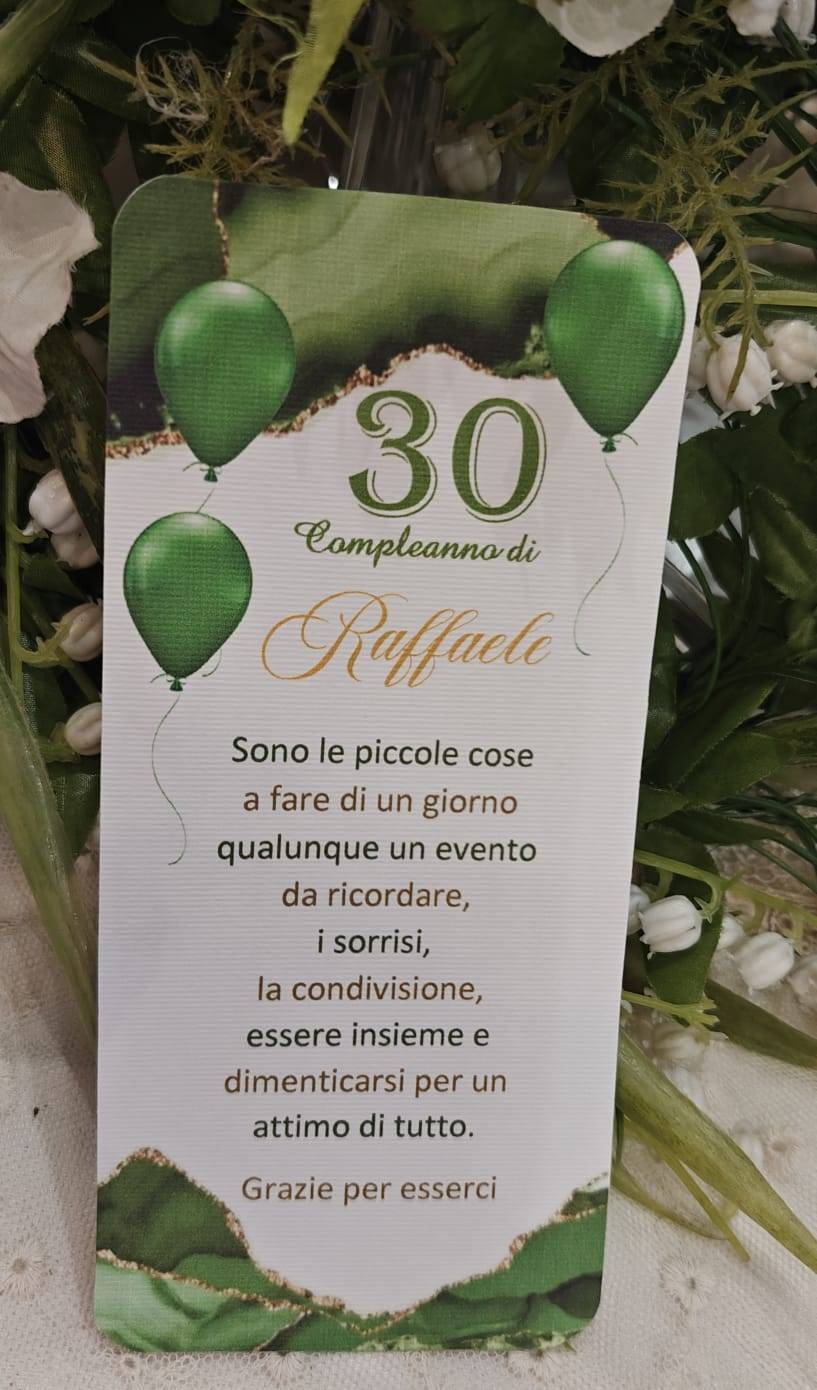 30
Compleanno di
Raffaele
Sono le piccole cose
a fare di un giorno
qualunque un evento
da ricordare,
i sorrisi,
la condivisione,
essere insieme e
dimenticarsi per un
attimo di tutto.
Grazie per esserci